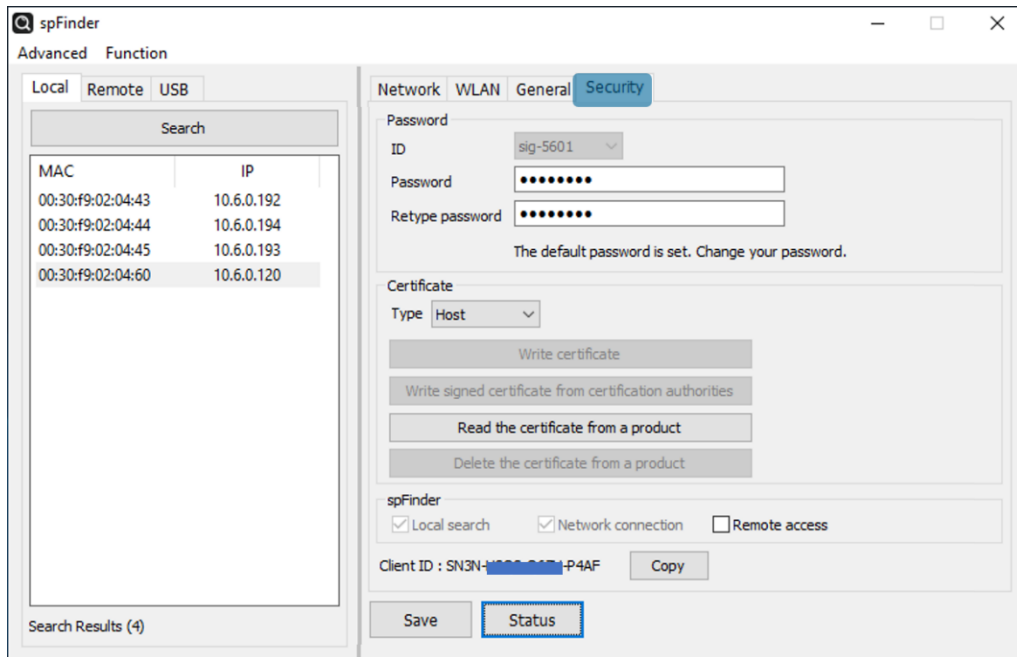 spFinder
Advanced Function
Local Remote USB
Search
MAC IP
00:30:f9:02:04:43 10.6.0.192
00:30:f9:02:04:44 10.6.0.194
00:30:f9:02:04:45 10.6.0.193
00:30:f9:02:04:60 10.6.0.120
Search Results (4)
Network WLAN General Security
Password
ID sig-5601
Password ••••••••
Retype password ••••••••
The default password is set. Change your password.
Certificate
Type Host
Write certificate
Write signed certificate from certification authorities
Read the certificate from a product
Delete the certificate from a product
spFinder
Local search Network connection Remote access
Client ID : SN3N- -P4AF Copy
Save Status